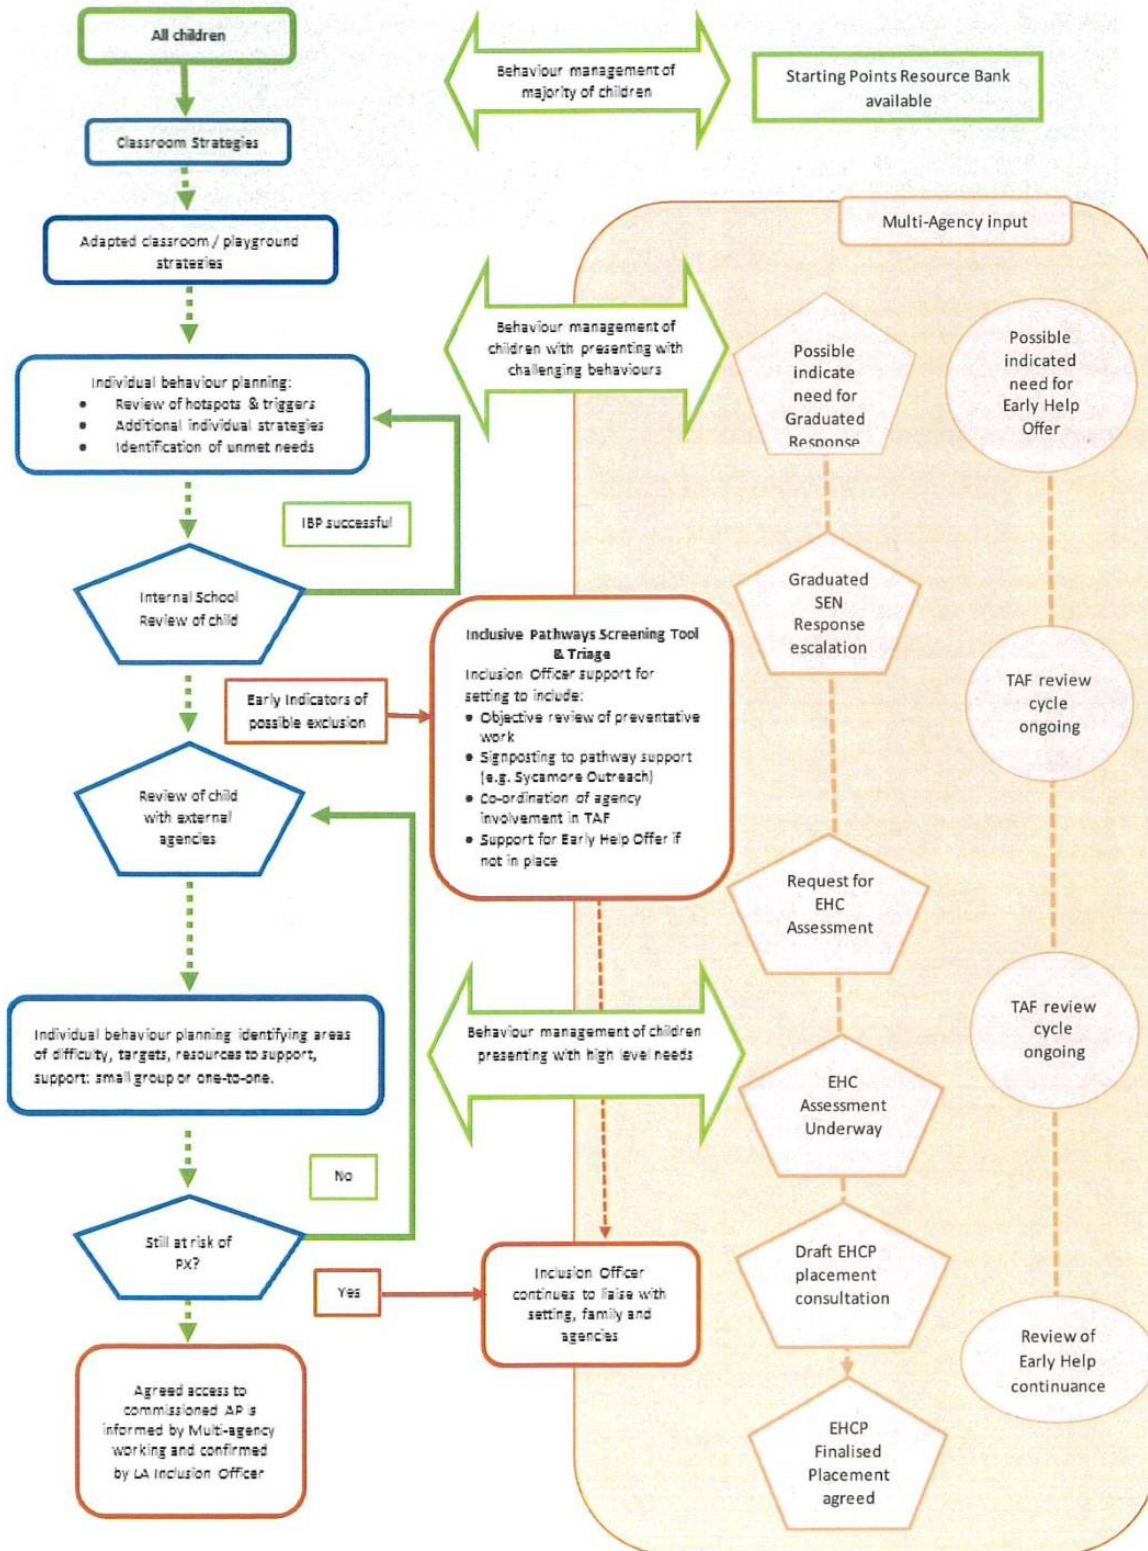 All children
Behaviour management of
majority of children
Starting Points Resource Bank
available
Classroom Strategies
Adapted classroom / playground
strategies
Multi-Agency input
Behaviour management of
children with presenting with
challenging behaviours
Possible
indicate
need for
Graduated
Response
Possible
indicated
need for
Early Help
Offer
Individual behaviour planning:
• Review of hotspots & triggers
• Additional individual strategies
• Identification of unmet needs
IBP successful
Internal School
Review of child
Graduated
SEN
Response
escalation
Inclusive Pathways Screening Tool
& Triage
Inclusion Officer support for
setting to include:
• Objective review of preventative
work
• Signposting to pathway support
(e.g. Sycamore Outreach)
• Co-ordination of agency
involvement in TAF
• Support for Early Help Offer if
not in place
Early Indicators of
possible exclusion
TAF review
cycle
ongoing
Review of child
with external
agencies
Request for
EHC
Assessment
Individual behaviour planning identifying areas
of difficulty, targets, resources to support,
support: small group or one-to-one.
Behaviour management of children
presenting with high level needs
TAF review
cycle
ongoing
EHC
Assessment
Underway
No
Still at risk of
PX?
Yes
Inclusion Officer
continues to liaise with
setting, family and
agencies
Draft EHCP
placement
consultation
Review of
Early Help
continuance
Agreed access to
commissioned AP is
informed by Multi-agency
working and confirmed
by LA Inclusion Officer
EHCP
Finalised
Placement
agreed